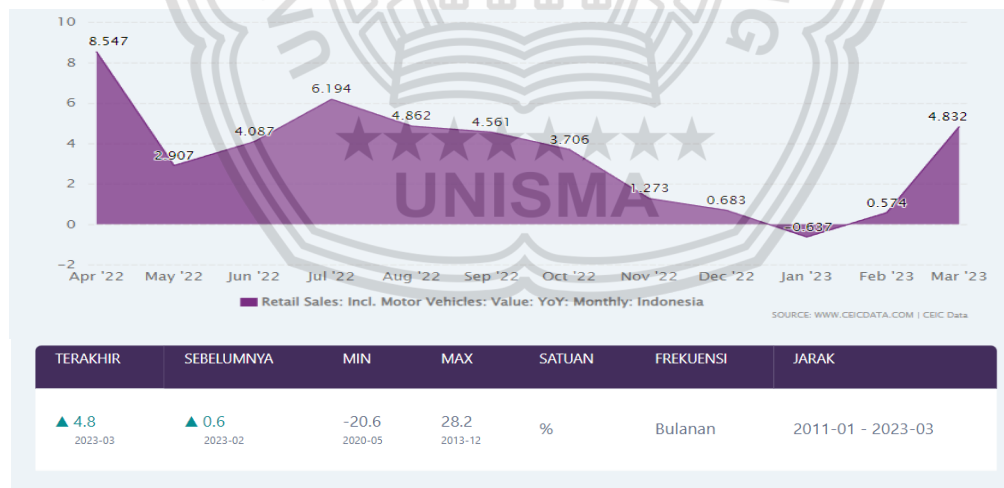 10
8.547
8
6.194
6
4.862
4.561
4.832
4.087
3.706
4
2.907
2
1.273
0.683
0.574
0
-0.637
-2
Apr '22 May '22 Jun '22 Jul '22 Aug '22 Sep '22 Oct '22 Nov '22 Dec '22 Jan '23 Feb '23 Mar '23
UNISMA
Retail Sales: Incl. Motor Vehicles: Value: YoY: Monthly: Indonesia
SOURCE: WWW.CEICDATA.COM | CEIC Data
TERAKHIR SEBELUMNYA MIN MAX SATUAN FREKUENSI JARAK
▲ 4.8 ▲ 0.6 -20.6 28.2 % Bulanan 2011-01 - 2023-03
2023-03 2023-02 2020-05 2013-12